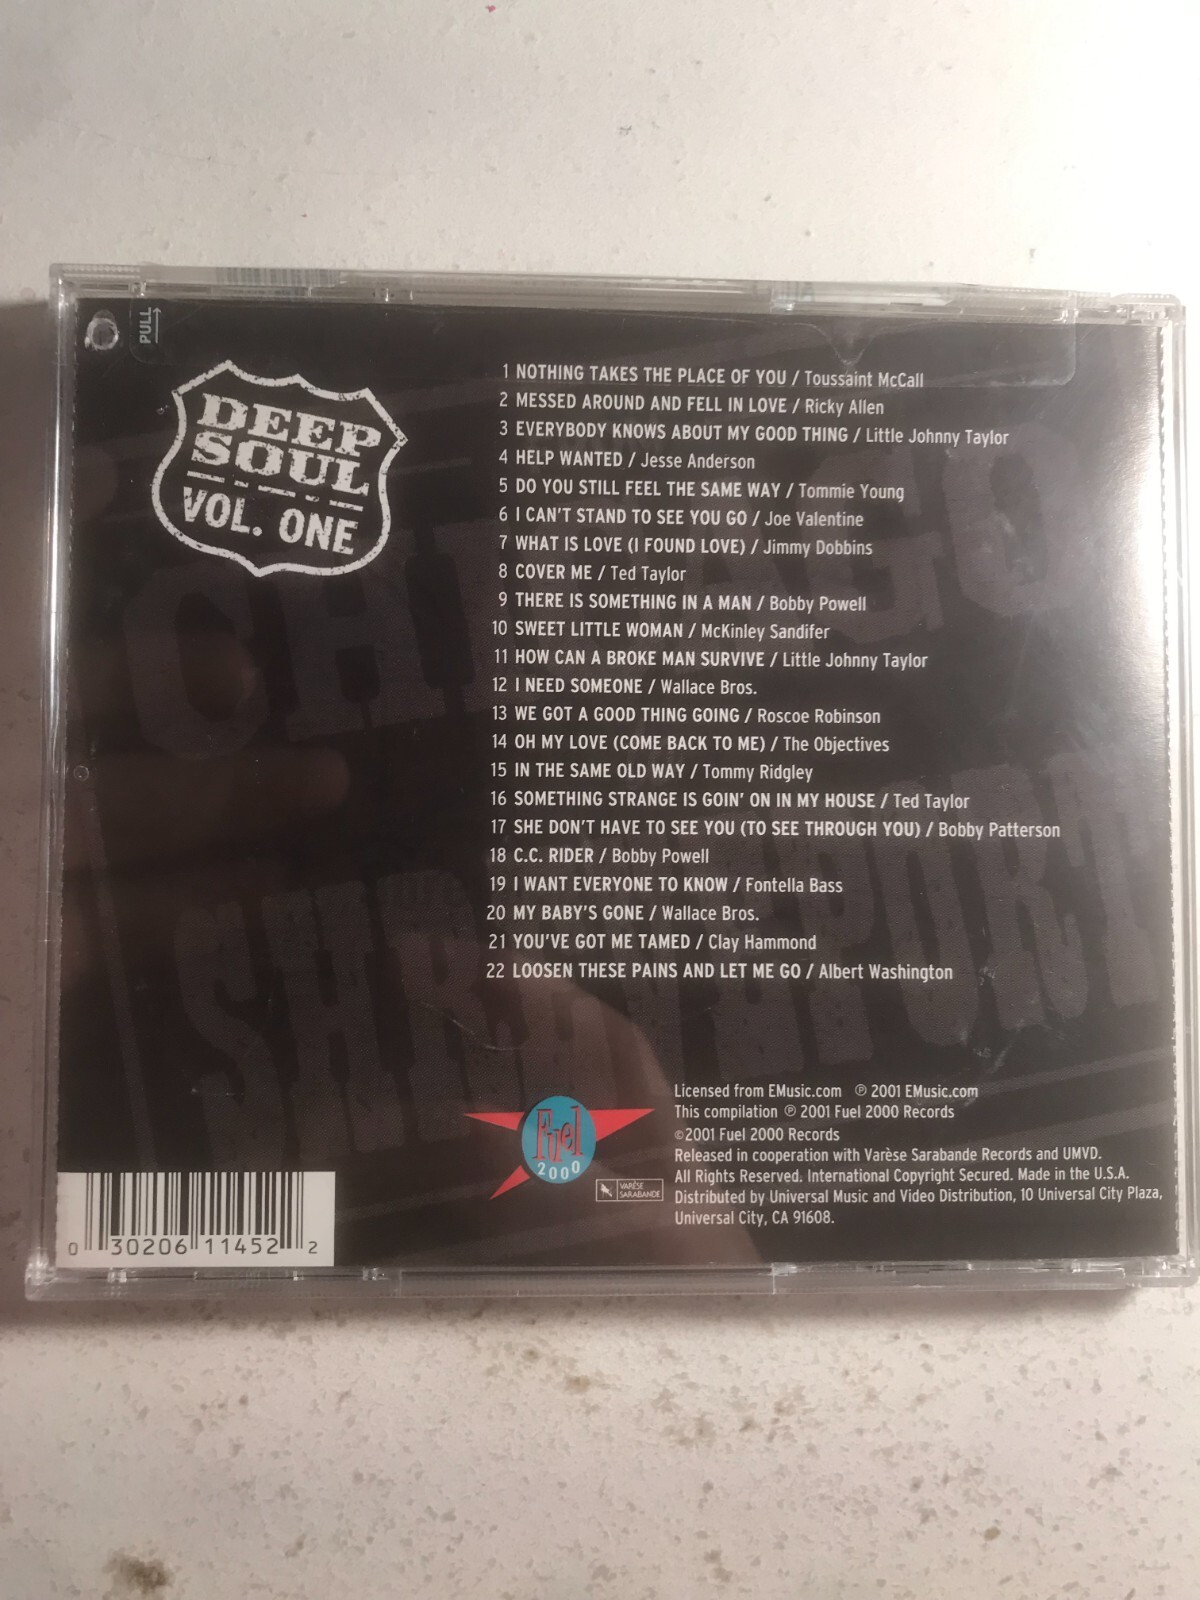 PULL
DEEP
SOUL
VOL. ONE
1 NOTHING TAKES THE PLACE OF YOU / Toussaint McCall
2 MESSED AROUND AND FELL IN LOVE / Ricky Allen
3 EVERYBODY KNOWS ABOUT MY GOOD THING / Little Johnny Taylor
4 HELP WANTED / Jesse Anderson
5 DO YOU STILL FEEL THE SAME WAY / Tommie Young
6 I CAN'T STAND TO SEE YOU GO / Joe Valentine
7 WHAT IS LOVE (I FOUND LOVE) / Jimmy Dobbins
8 COVER ME / Ted Taylor
9 THERE IS SOMETHING IN A MAN / Bobby Powell
10 SWEET LITTLE WOMAN / McKinley Sandifer
11 HOW CAN A BROKE MAN SURVIVE / Little Johnny Taylor
12 I NEED SOMEONE / Wallace Bros.
13 WE GOT A GOOD THING GOING / Roscoe Robinson
14 OH MY LOVE (COME BACK TO ME) / The Objectives
15 IN THE SAME OLD WAY / Tommy Ridgley
16 SOMETHING STRANGE IS GOIN' ON IN MY HOUSE / Ted Taylor
17 SHE DON'T HAVE TO SEE YOU (TO SEE THROUGH YOU) / Bobby Patterson
18 C.C. RIDER / Bobby Powell
19 I WANT EVERYONE TO KNOW / Fontella Bass
20 MY BABY'S GONE / Wallace Bros.
21 YOU'VE GOT ME TAMED / Clay Hammond
22 LOOSEN THESE PAINS AND LET ME GO / Albert Washington
CHICAGO
SHREVEPORT
Fuel
2000
VARÈSE
SARABANDE
Licensed from EMusic.com ℗ 2001 EMusic.com
This compilation ℗ 2001 Fuel 2000 Records
©2001 Fuel 2000 Records
Released in cooperation with Varèse Sarabande Records and UMVD.
All Rights Reserved. International Copyright Secured. Made in the U.S.A.
Distributed by Universal Music and Video Distribution, 10 Universal City Plaza,
Universal City, CA 91608.
0 30206 11452 2